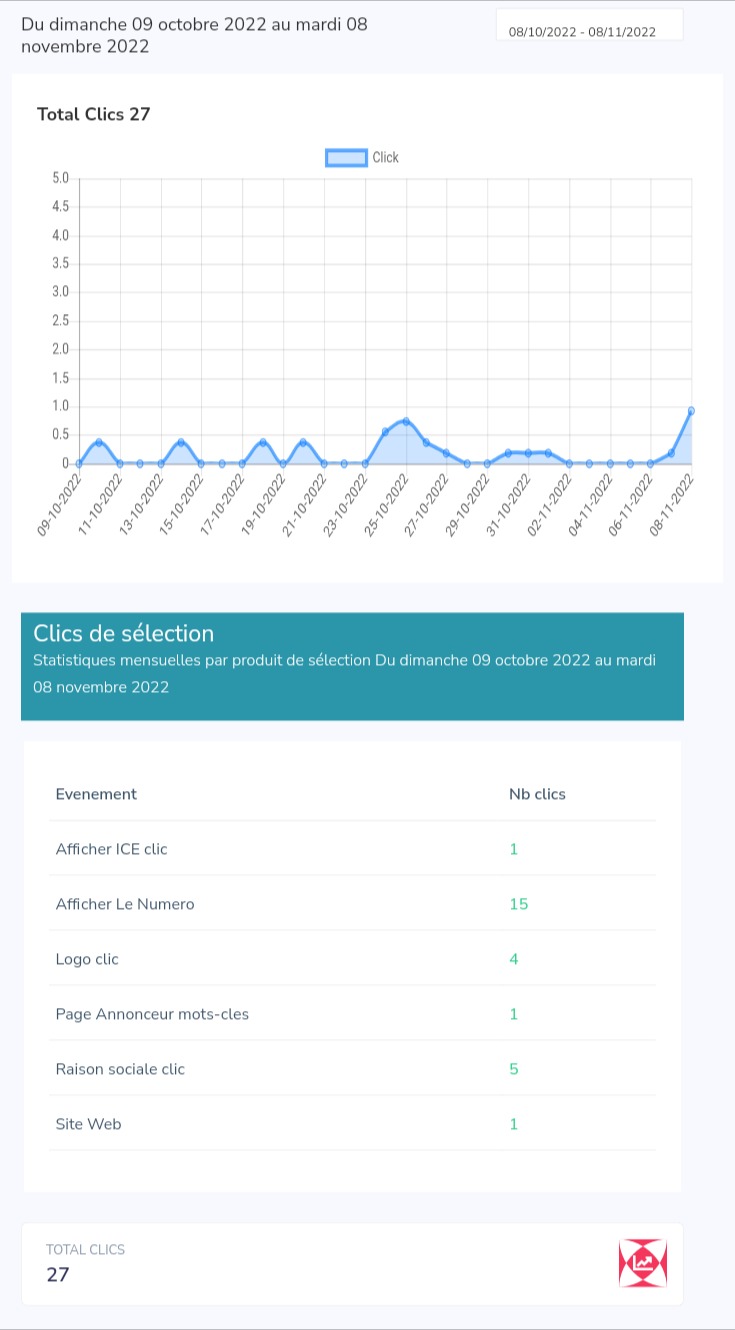 Du dimanche 09 octobre 2022 au mardi 08
novembre 2022
08/10/2022 - 08/11/2022
Total Clics 27
Click
5.0
4.5
4.0
3.5
3.0
2.5
2.0
1.5
1.0
0.5
0
09-10-2022
11-10-2022
13-10-2022
15-10-2022
17-10-2022
19-10-2022
21-10-2022
23-10-2022
25-10-2022
27-10-2022
29-10-2022
31-10-2022
02-11-2022
04-11-2022
06-11-2022
08-11-2022
Clics de sélection
Statistiques mensuelles par produit de sélection Du dimanche 09 octobre 2022 au mardi
08 novembre 2022
Evenement Nb clics
Afficher ICE clic 1
Afficher Le Numero 15
Logo clic 4
Page Annonceur mots-cles 1
Raison sociale clic 5
Site Web 1
TOTAL CLICS
27